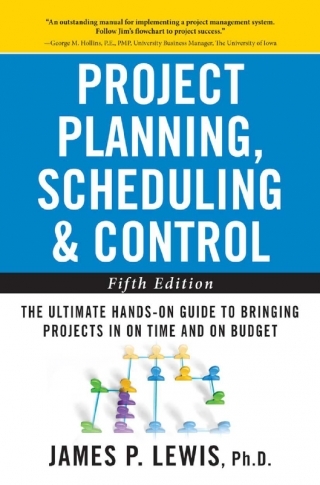 "An outstanding manual for implementing a project management system.
Follow Jim's flowchart to project success."
—George M. Hollins, P.E., PMP, University Business Manager, The University of Iowa
PROJECT
PLANNING,
SCHEDULING
& CONTROL
Fifth Edition
THE ULTIMATE HANDS-ON GUIDE TO BRINGING
PROJECTS IN ON TIME AND ON BUDGET
JAMES P. LEWIS, Ph.D.